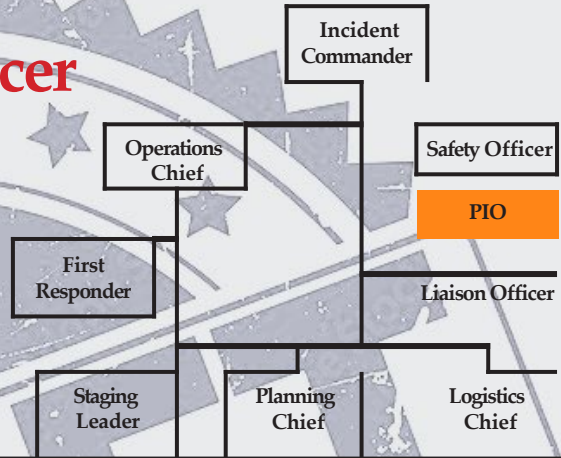 Incident
Commander
cer
Operations
Chief
Safety Officer
PIO
First
Responder
Liaison Officer
Staging
Leader
Planning
Chief
Logistics
Chief